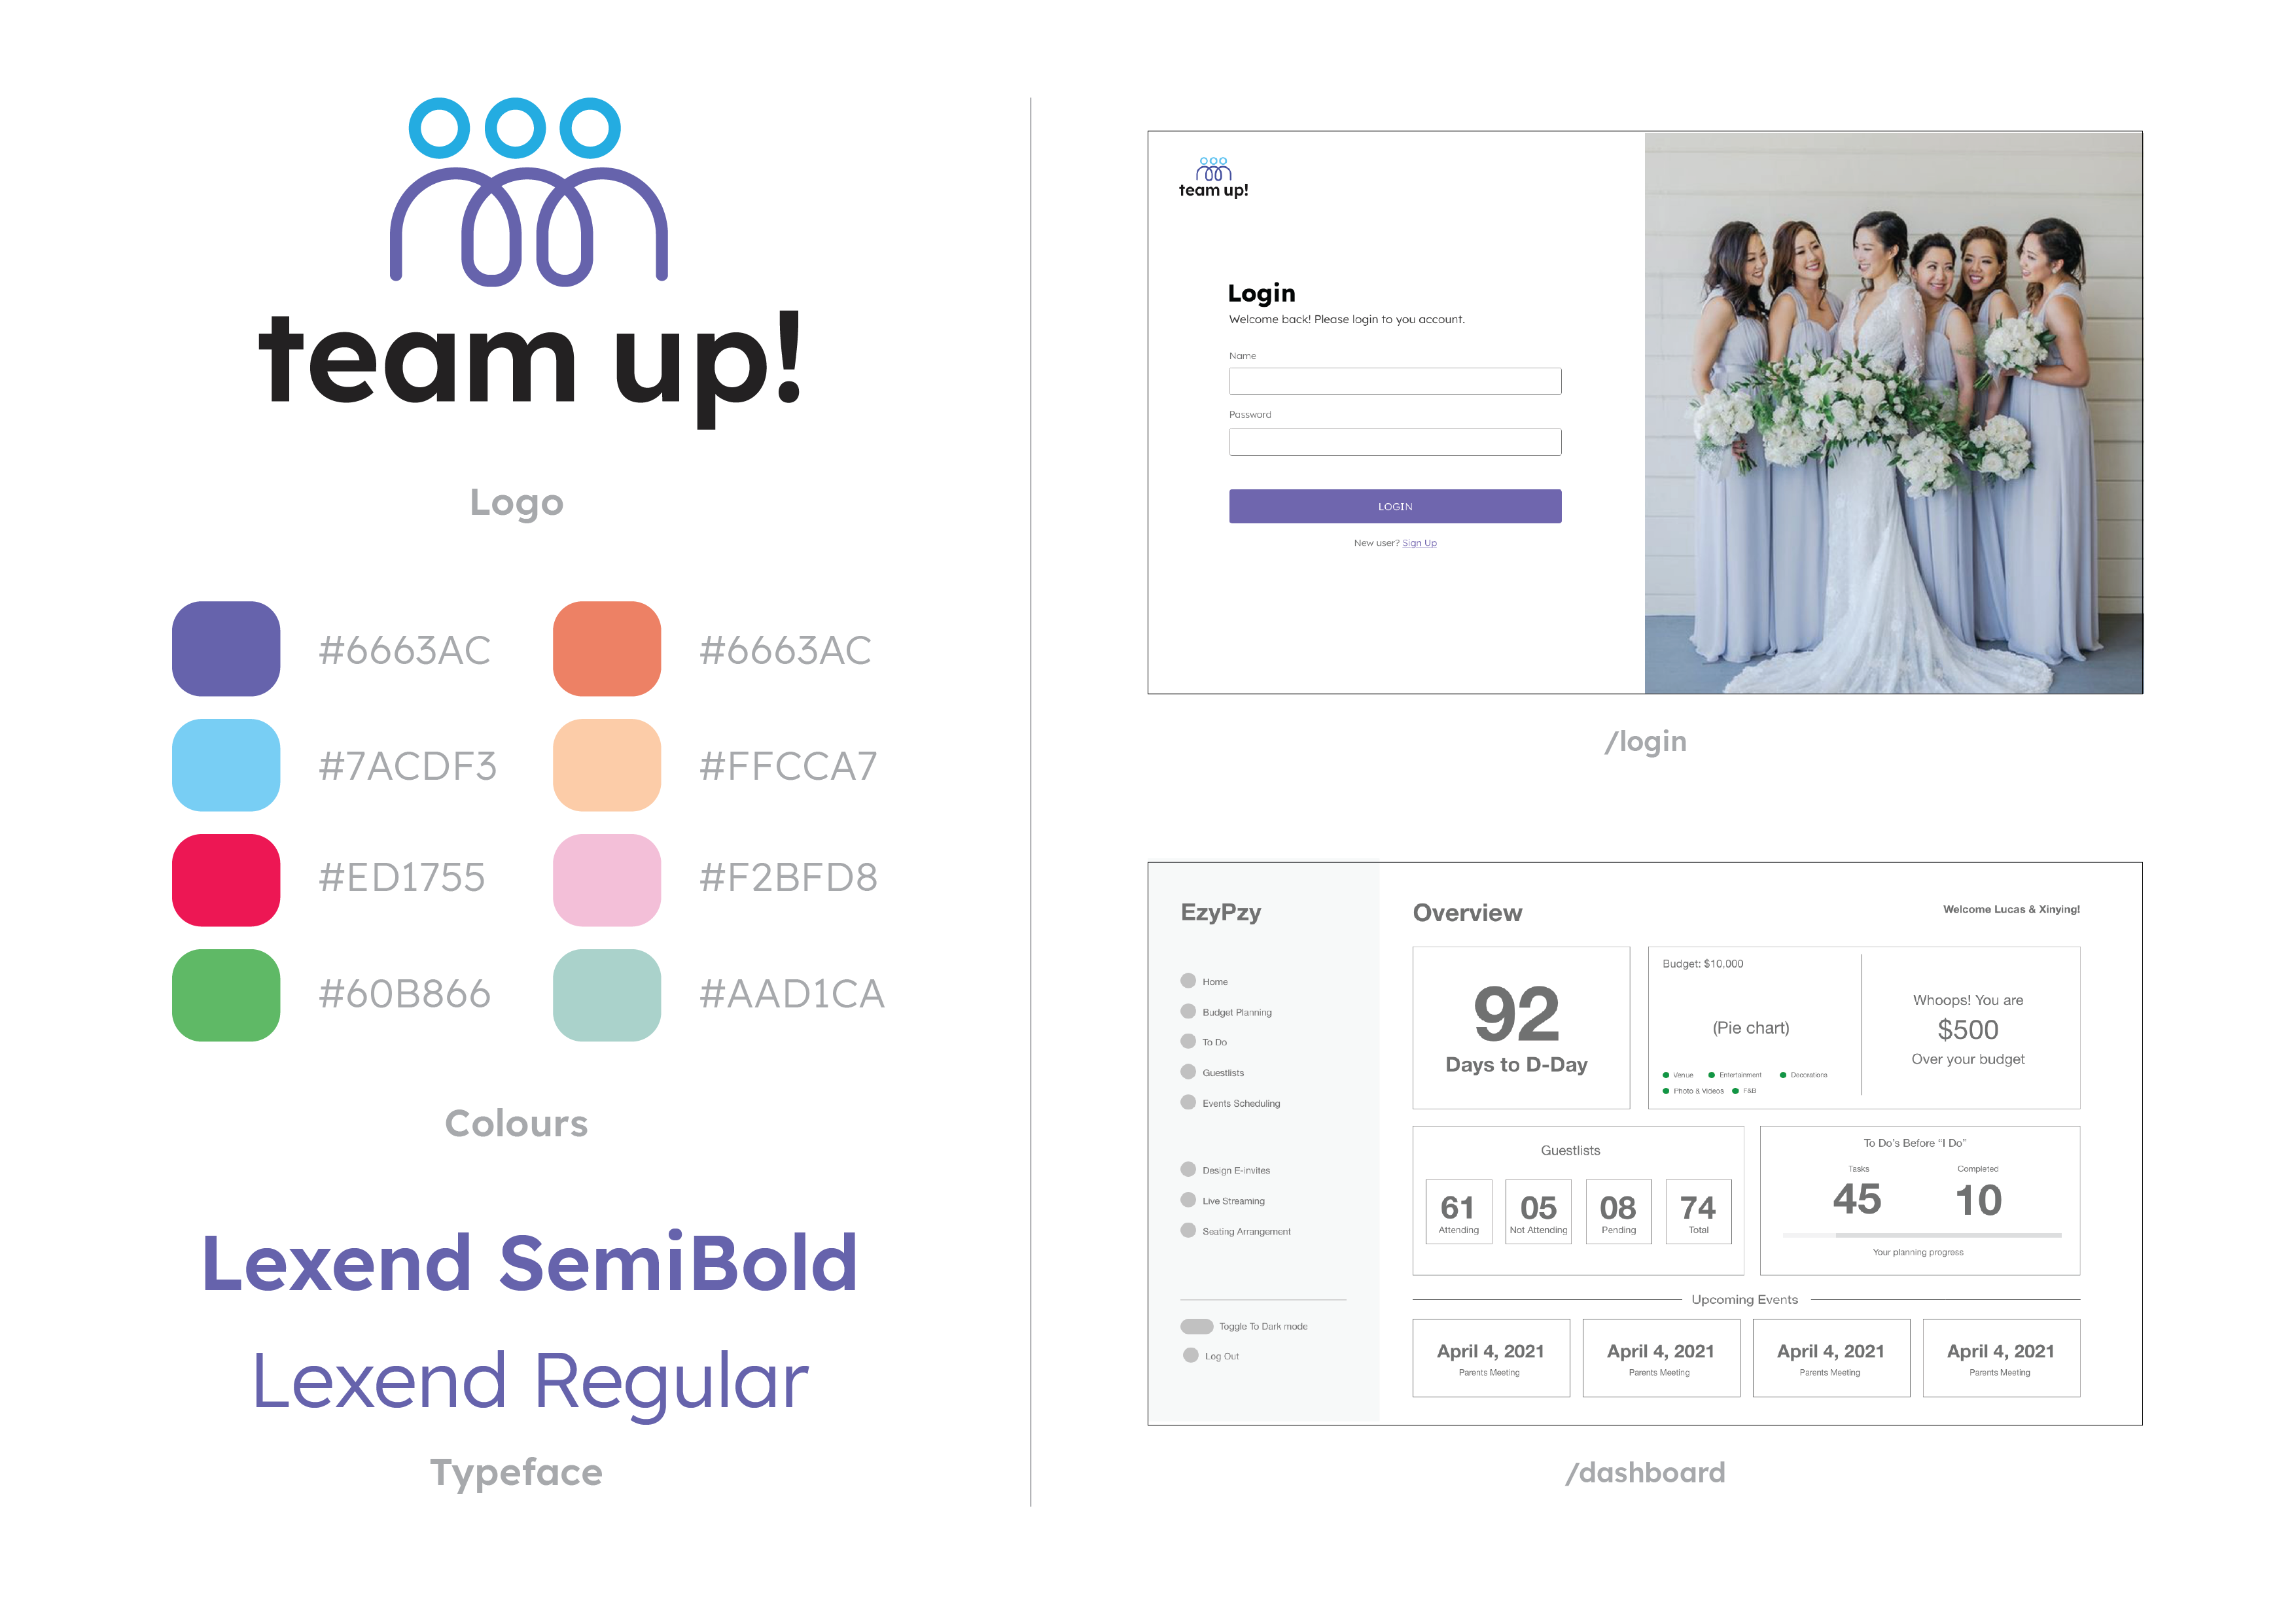 team up!
Logo
#6663AC
#6663AC
#7ACDF3
#FFCCA7
#ED1755
#F2BFD8
#60B866
#AAD1CA
Colours
Lexend SemiBold
Lexend Regular
Typeface
team up!
Login
Welcome back! Please login to you account.
Name
Password
LOGIN
New user? Sign Up
/login
EzyPzy
Home
Budget Planning
To Do
Guestlists
Events Scheduling
Design E-invites
Live Streaming
Seating Arrangement
Toggle To Dark mode
Log Out
Overview
Welcome Lucas & Xinying!
92
Days to D-Day
Budget: $10,000
(Pie chart)
Venue Entertainment Decorations
Photo & Videos F&B
Whoops! You are
$500
Over your budget
Guestlists
61 05 08 74
Attending Not Attending Pending Total
To Do's Before “I Do”
Tasks Completed
45 10
Your planning progress
Upcoming Events
April 4, 2021 April 4, 2021 April 4, 2021 April 4, 2021
Parents Meeting Parents Meeting Parents Meeting Parents Meeting
/dashboard